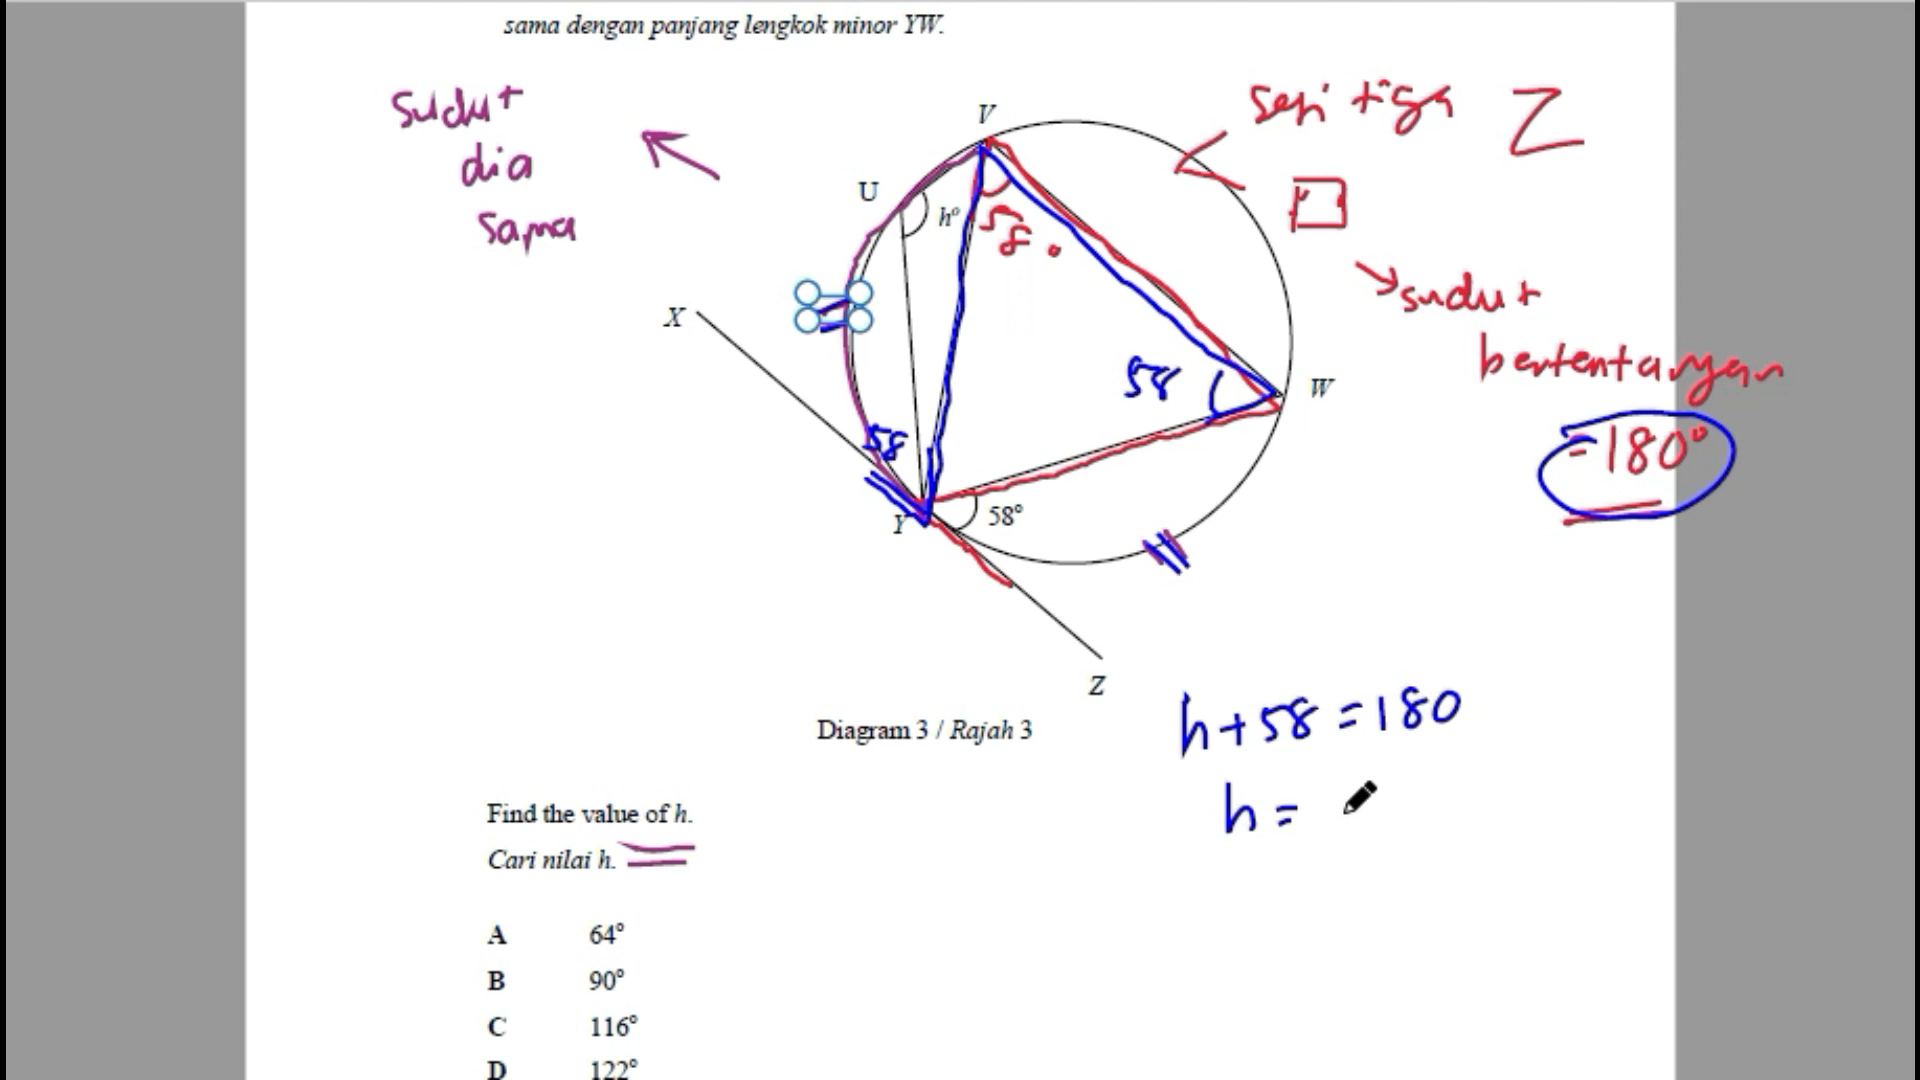 sama dengan panjang lengkok minor YW.
sudut
dia
sama
V
U
h°
X
W
Y
58°
Z
58°
58
58
segi tiga Z
sudut
bertentangan
=180°
Diagram 3 / Rajah 3
h+58=180
h=
Find the value of h.
Cari nilai h.
A 64°
B 90°
C 116°
D 122°